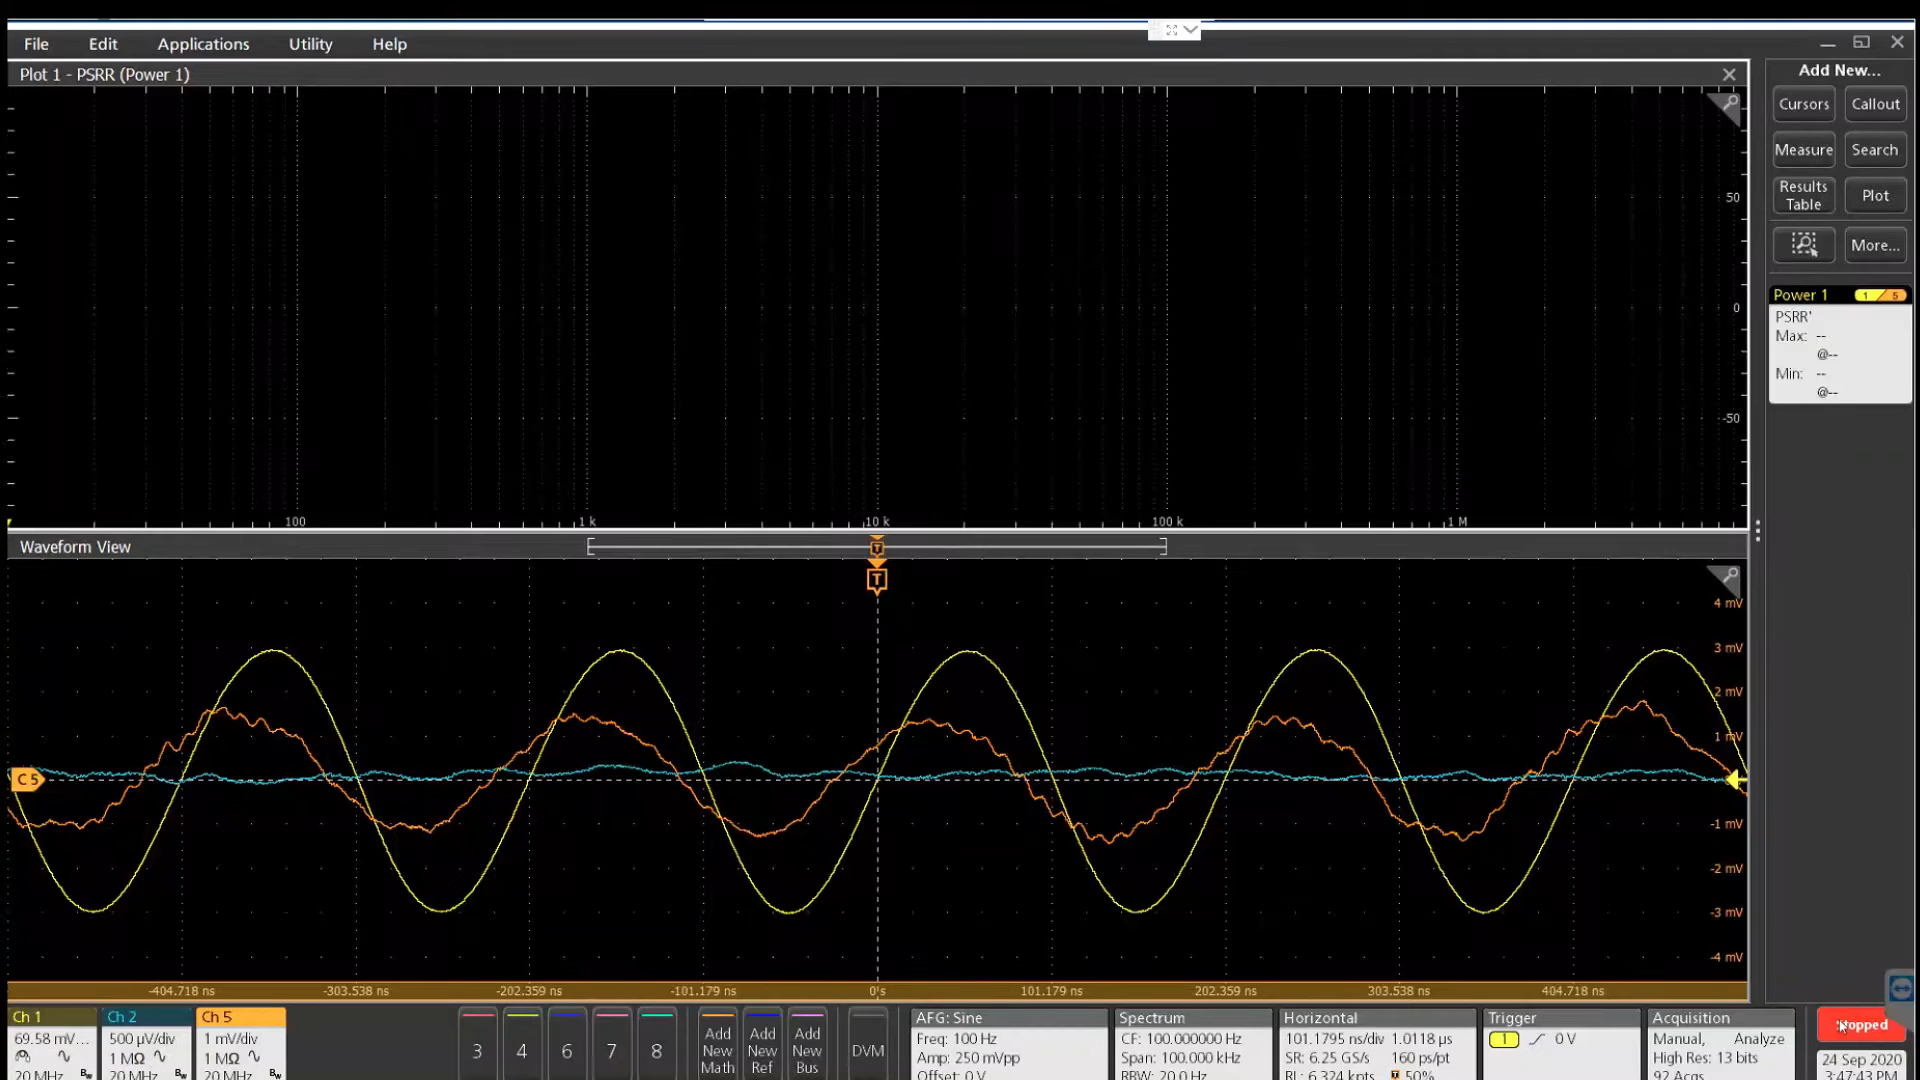 File Edit Applications Utility Help
Plot 1 - PSRR (Power 1)
50
0
-50
100 1 k 10 k 100 k 1 M
Waveform View
T
T
4 mV
3 mV
2 mV
1 mV
-1 mV
-2 mV
-3 mV
-4 mV
C 5
-404.718 ns -303.538 ns -202.359 ns -101.179 ns 0's 101.179 ns 202.359 ns 303.538 ns 404.718 ns
Add New...
Cursors Callout
Measure Search
Results Table Plot
More...
Power 1 1 5
PSRR'
Max: --
@--
Min: --
@--
Ch 1
69.58 mV...
20 MHz Bw
Ch 2
500 µV/div
1 MΩ
20 MHz Bw
Ch 5
1 mV/div
1 MΩ
20 MHz Bw
3 4 6 7 8
Add New Math
Add New Ref
Add New Bus
DVM
AFG: Sine
Freq: 100 Hz
Amp: 250 mVpp
Offset: 0 V
Spectrum
CF: 100.000000 Hz
Span: 100.000 kHz
RBW: 20.0 Hz
Horizontal
101.1795 ns/div 1.0118 µs
SR: 6.25 GS/s 160 ps/pt
RL: 6.324 kpts 50%
Trigger
1 0 V
Acquisition
Manual, Analyze
High Res: 13 bits
92 Acqs
24 Sep 2020
3:47:43 PM